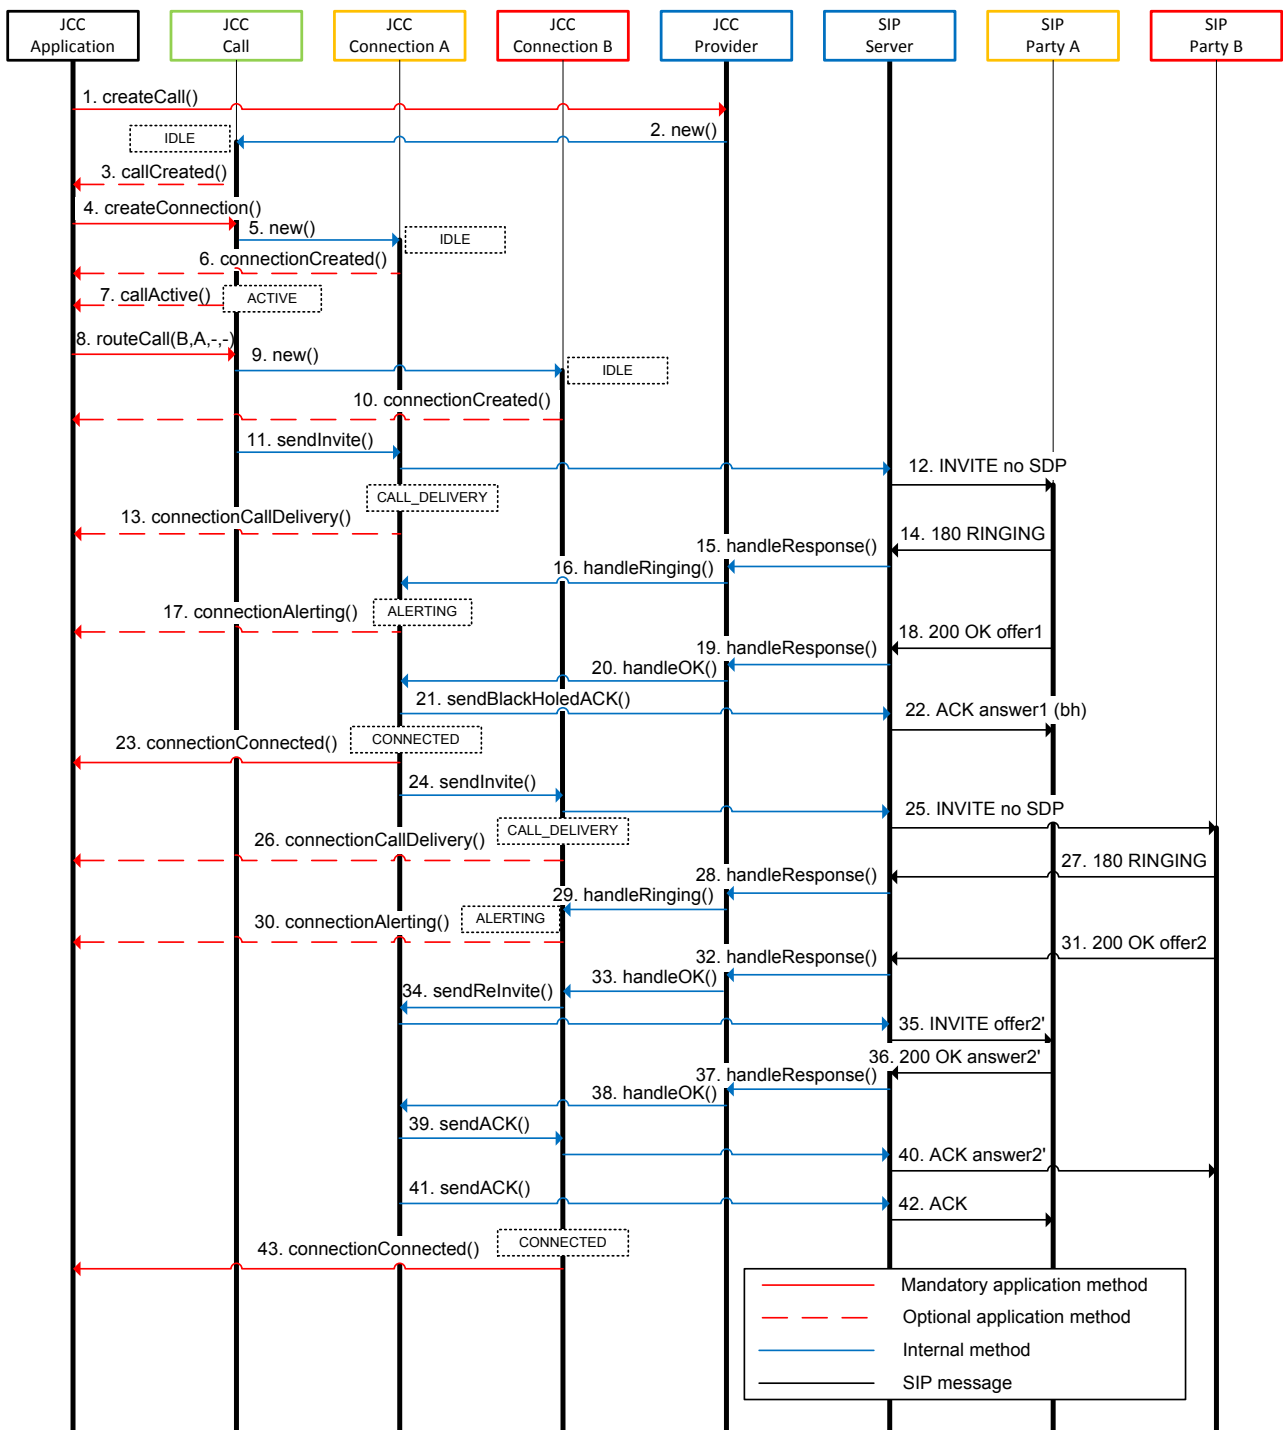 JCC
Application
JCC
Call
JCC
Connection A
JCC
Connection B
JCC
Provider
SIP
Server
SIP
Party A
SIP
Party B
1. createCall()
2. new()
IDLE
3. callCreated()
4. createConnection()
5. new()
IDLE
6. connectionCreated()
7. callActive()
ACTIVE
8. routeCall(B,A,-,-)
9. new()
IDLE
10. connectionCreated()
11. sendInvite()
12. INVITE no SDP
CALL_DELIVERY
13. connectionCallDelivery()
14. 180 RINGING
15. handleResponse()
16. handleRinging()
17. connectionAlerting()
ALERTING
18. 200 OK offer1
19. handleResponse()
20. handleOK()
21. sendBlackHoledACK()
22. ACK answer1 (bh)
23. connectionConnected()
CONNECTED
24. sendInvite()
25. INVITE no SDP
CALL_DELIVERY
26. connectionCallDelivery()
27. 180 RINGING
28. handleResponse()
29. handleRinging()
30. connectionAlerting()
ALERTING
31. 200 OK offer2
32. handleResponse()
33. handleOK()
34. sendReInvite()
35. INVITE offer2'
36. 200 OK answer2'
37. handleResponse()
38. handleOK()
39. sendACK()
40. ACK answer2'
41. sendACK()
42. ACK
43. connectionConnected()
CONNECTED
Mandatory application method
Optional application method
Internal method
SIP message